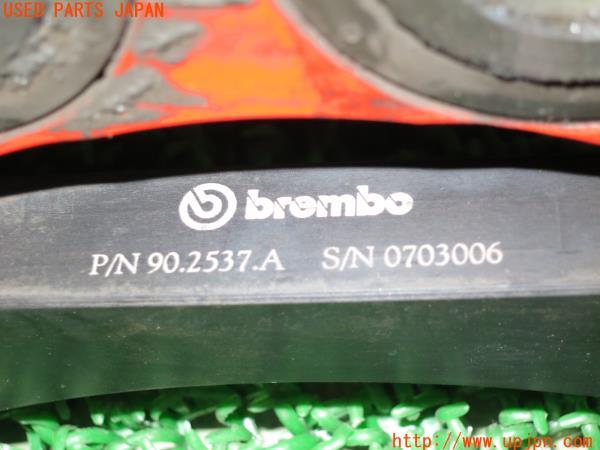 USED PARTS JAPAN
brembo
P/N 90.2537.A S/N 0703006
http://www.upjpn.com